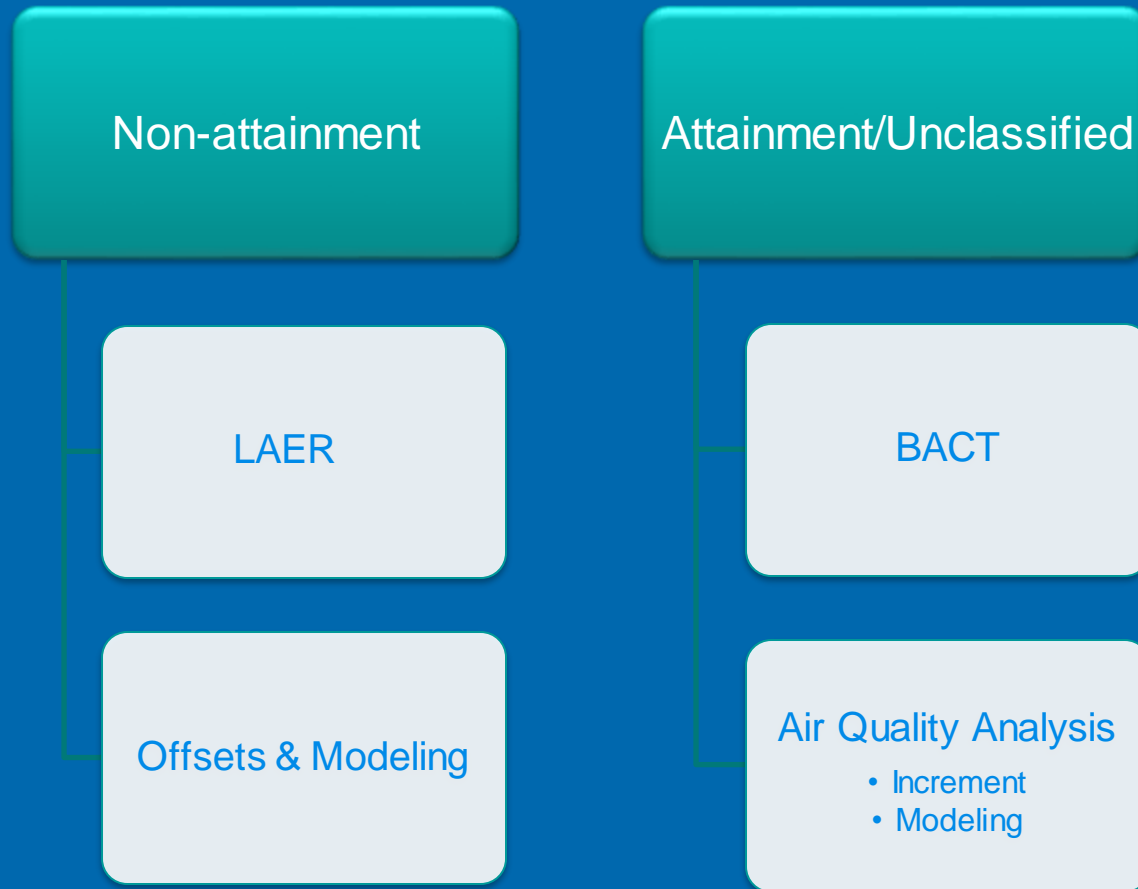 Non-attainment
LAER
Offsets & Modeling
Attainment/Unclassified
BACT
Air Quality Analysis
• Increment
• Modeling